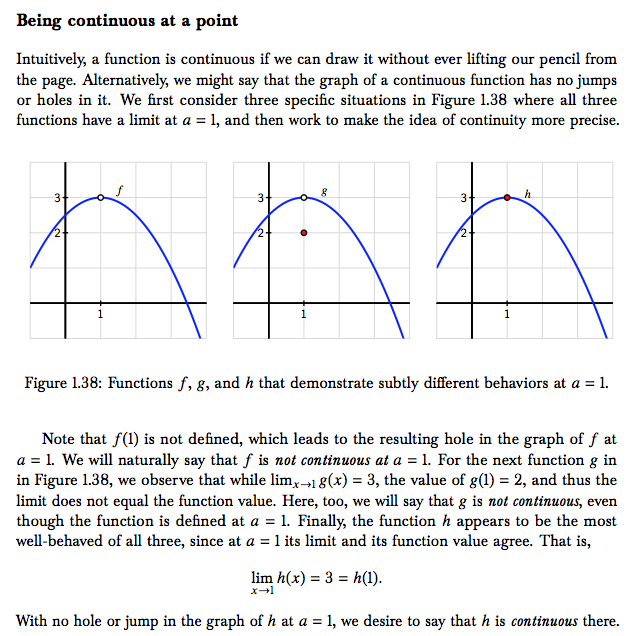 Being continuous at a point
Intuitively, a function is continuous if we can draw it without ever lifting our pencil from
the page. Alternatively, we might say that the graph of a continuous function has no jumps
or holes in it. We first consider three specific situations in Figure 1.38 where all three
functions have a limit at a = 1, and then work to make the idea of continuity more precise.
3 f
2
1
3 g
2
1
3 h
2
1
Figure 1.38: Functions f, g, and h that demonstrate subtly different behaviors at a = 1.
Note that f(1) is not defined, which leads to the resulting hole in the graph of f at
a = 1. We will naturally say that f is not continuous at a = 1. For the next function g in
in Figure 1.38, we observe that while limₓ→₁ g(x) = 3, the value of g(1) = 2, and thus the
limit does not equal the function value. Here, too, we will say that g is not continuous, even
though the function is defined at a = 1. Finally, the function h appears to be the most
well-behaved of all three, since at a = 1 its limit and its function value agree. That is,
lim h(x) = 3 = h(1).
x→1
With no hole or jump in the graph of h at a = 1, we desire to say that h is continuous there.